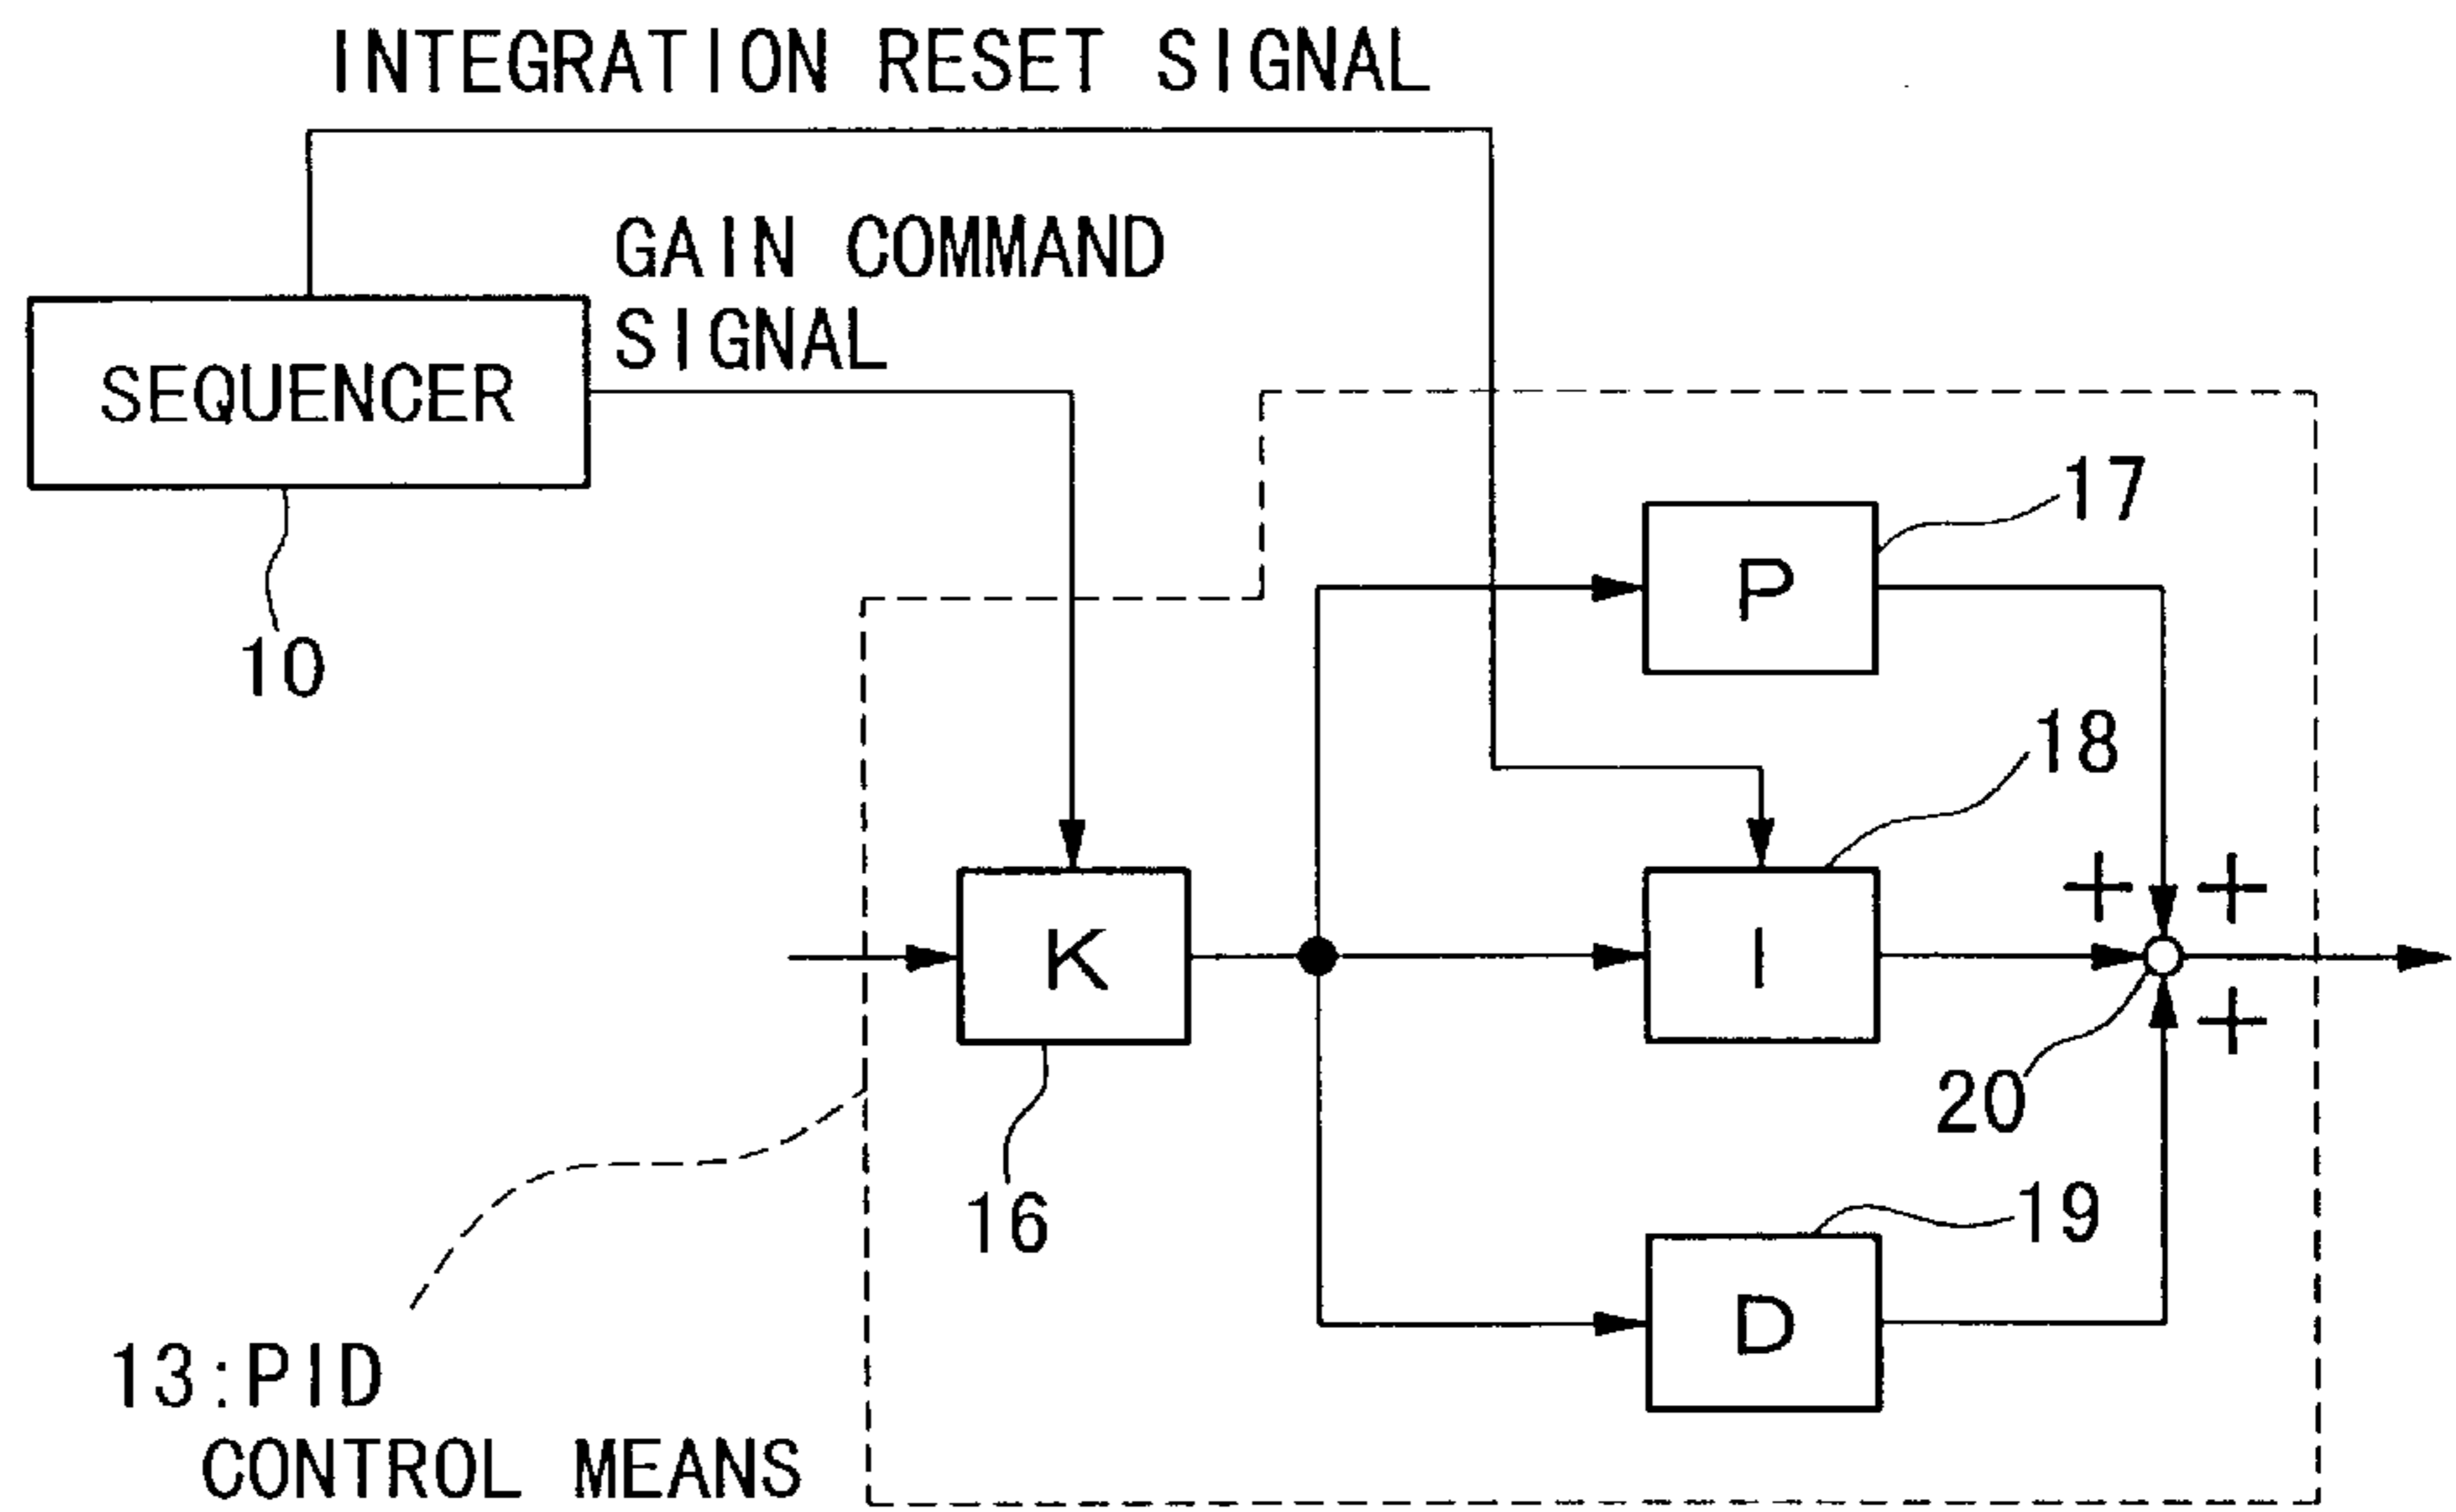 INTEGRATION RESET SIGNAL
GAIN COMMAND
SIGNAL
SEQUENCER
10
17
P
18
+ +
K
I
+
20
16
19
D
13:PID
CONTROL MEANS